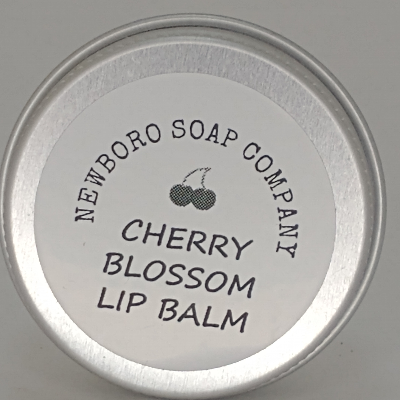 NEWBORO SOAP COMPANY
CHERRY
BLOSSOM
LIP BALM